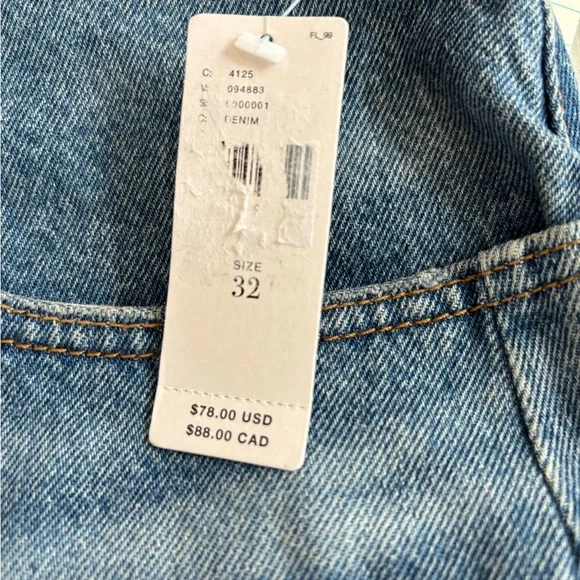 FL_99
C: 4125
V: 094883
S: 1000001
C: DENIM
SIZE
32
$78.00 USD
$88.00 CAD